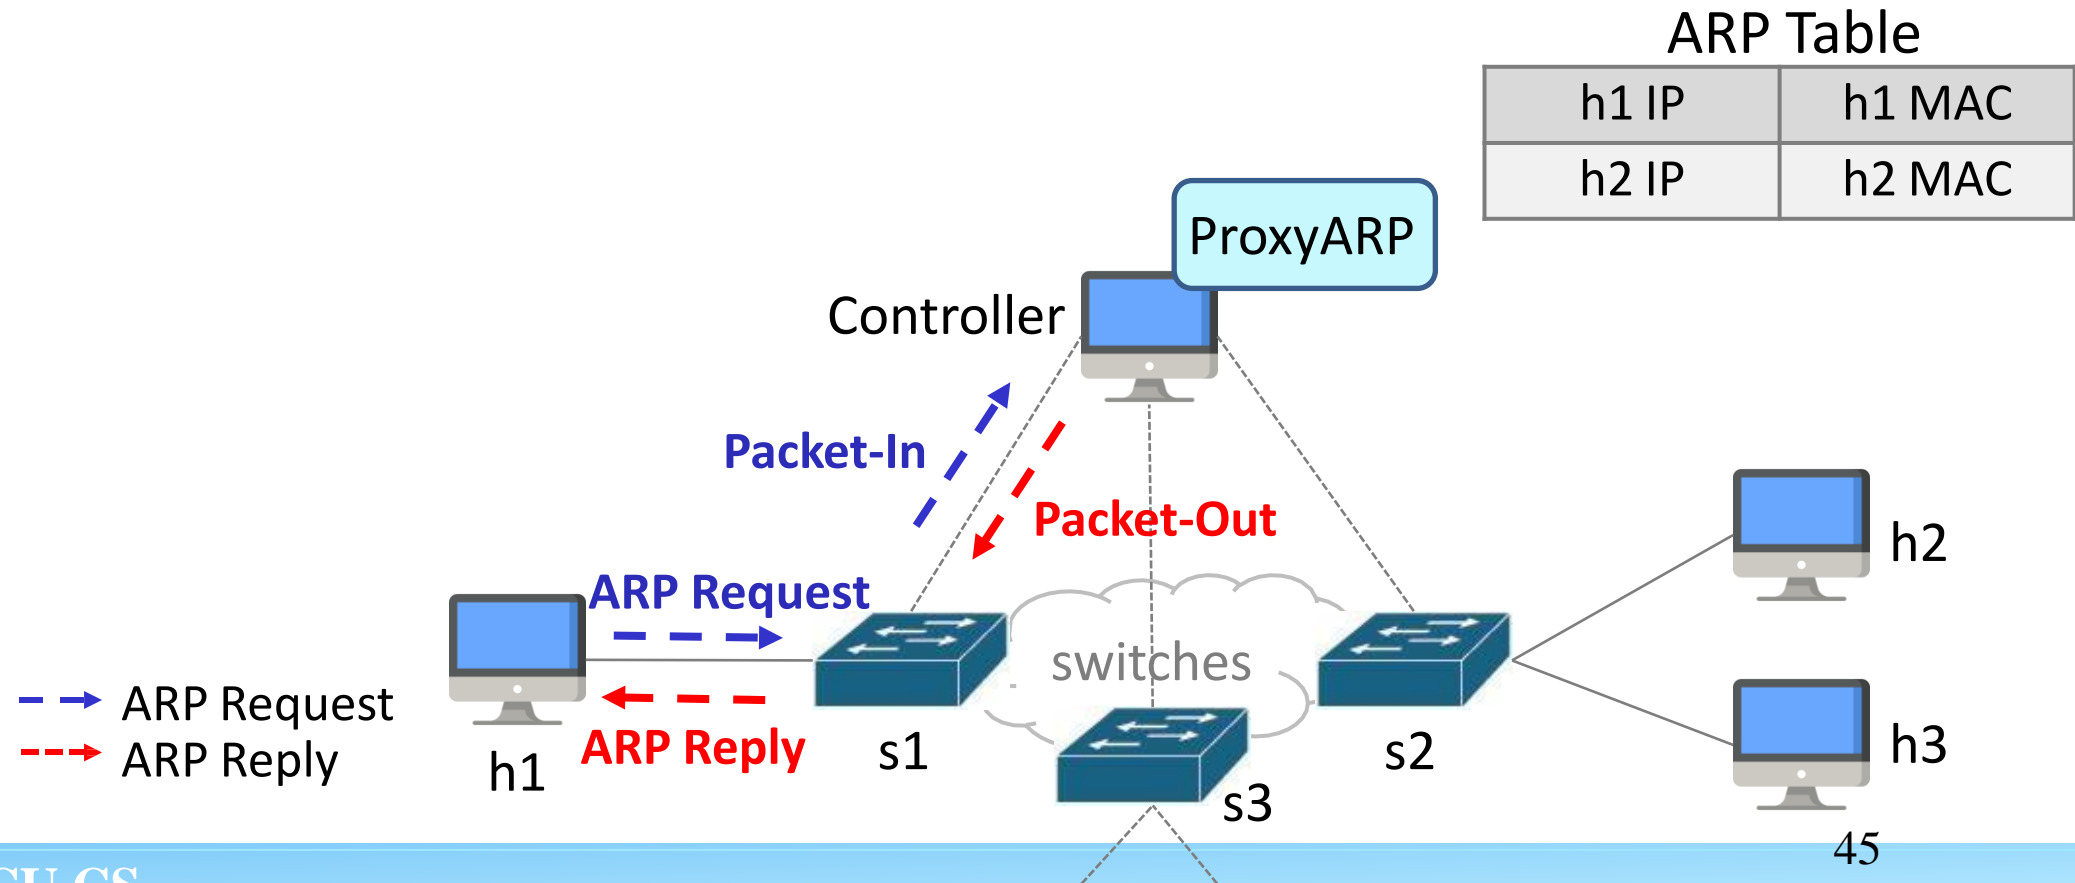 ARP Table
h1 IP h1 MAC
h2 IP h2 MAC
ProxyARP
Controller
Packet-In
Packet-Out
ARP Request
switches
h2
ARP Request
ARP Reply
ARP Reply
h1
s1
s2
s3
h3
45